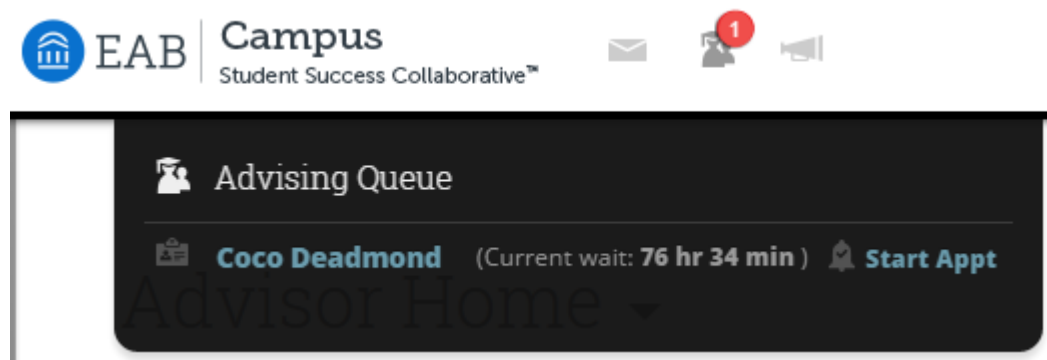 EAB
Campus
Student Success Collaborative™
1
Advising Queue
Coco Deadmond (Current wait: 76 hr 34 min ) Start Appt
Advisor Home